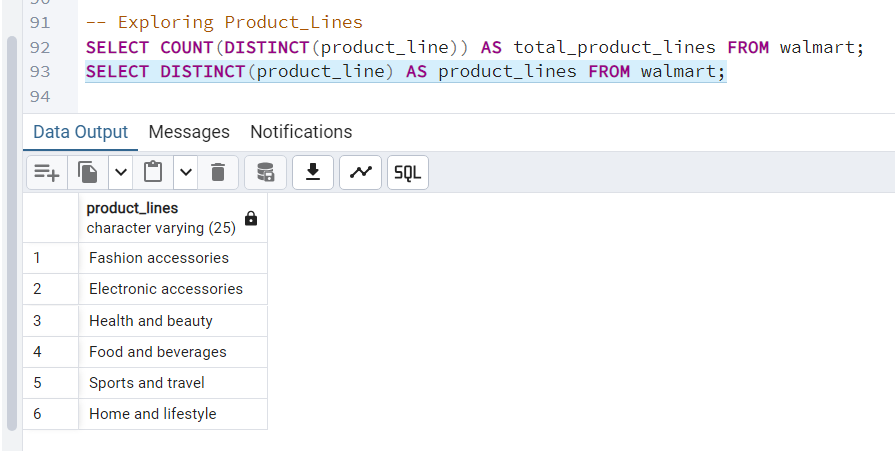 91 -- Exploring Product_Lines
92 SELECT COUNT(DISTINCT(product_line)) AS total_product_lines FROM walmart;
93 SELECT DISTINCT(product_line) AS product_lines FROM walmart;
94
Data Output Messages Notifications
SQL
product_lines
character varying (25)
1 Fashion accessories
2 Electronic accessories
3 Health and beauty
4 Food and beverages
5 Sports and travel
6 Home and lifestyle